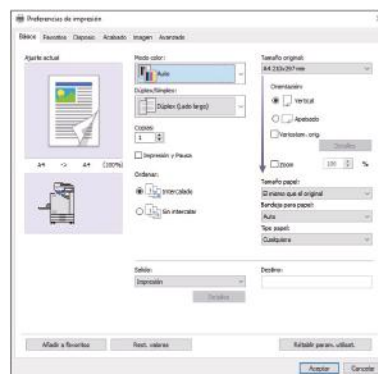 Preferencias de impresión
Básico Favoritos Disposic. Acabado Imagen Avanzado
Ajuste actual
A4 -> A4 (100%)
Modo color:
Auto
Dúplex/Símplex:
Dúplex (Lado largo)
Copias:
1
Impresión y Pausa
Ordenar:
Intercalado
Sin intercalar
Salida:
Impresión
Detalles
Tamaño original:
A4 210x297 mm
Orientación:
Vertical
Apaisado
Detalles
Zoom
100 %
Tamaño papel:
El mismo que el original
Bandeja para papel:
Auto
Tipo papel:
Cualquiera
Destino:
Añadir a favoritos
Rest. valores
Aceptar
Cancelar